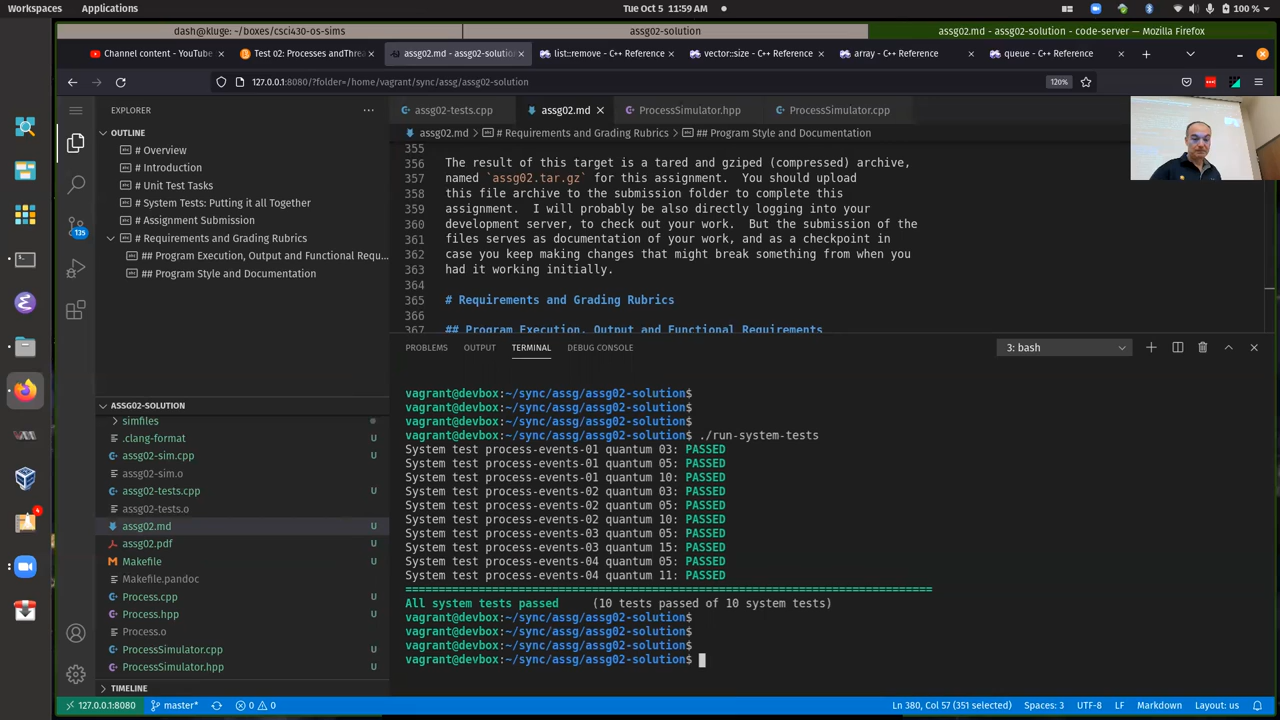 Workspaces Applications Tue Oct 5 11:59 AM 100 %
dash@kluge: ~/boxes/csci430-os-sims assgn02-solution assg02.md - assg02-solution - code-server — Mozilla Firefox
Channel content - YouTube Test 02: Processes andThrea assg02.md - assg02-solutio list::remove - C++ Reference vector::size - C++ Reference array - C++ Reference queue - C++ Reference
127.0.0.1:8080/?folder=/home/vagrant/sync/assg/assg02-solution 120%
EXPLORER
assg02-tests.cpp assg02.md ProcessSimulator.hpp ProcessSimulator.cpp
OUTLINE
assg02.md # Requirements and Grading Rubrics ## Program Style and Documentation
# Overview
# Introduction
# Unit Test Tasks
# System Tests: Putting it all Together
# Assignment Submission
# Requirements and Grading Rubrics
## Program Execution, Output and Functional Requ...
## Program Style and Documentation
135
355
356 The result of this target is a tared and gziped (compressed) archive,
357 named `assg02.tar.gz` for this assignment.  You should upload
358 this file archive to the submission folder to complete this
359 assignment.  I will probably be also directly logging into your
360 development server, to check out your work.  But the submission of the
361 files serves as documentation of your work, and as a checkpoint in
362 case you keep making changes that might break something from when you
363 had it working initially.
364
365 # Requirements and Grading Rubrics
366
367 ## Program Execution, Output and Functional Requirements
PROBLEMS OUTPUT TERMINAL DEBUG CONSOLE 3: bash
ASSG02-SOLUTION
simfiles
.clang-format U
assg02-sim.cpp U
assg02-sim.o
assg02-tests.cpp U
assg02-tests.o
assg02.md U
assg02.pdf U
Makefile U
Makefile.pandoc
Process.cpp U
Process.hpp U
Process.o
ProcessSimulator.cpp U
ProcessSimulator.hpp U
TIMELINE
vagrant@devbox:~/sync/assg/assg02-solution$
vagrant@devbox:~/sync/assg/assg02-solution$
vagrant@devbox:~/sync/assg/assg02-solution$
vagrant@devbox:~/sync/assg/assg02-solution$ ./run-system-tests
System test process-events-01 quantum 03: PASSED
System test process-events-01 quantum 05: PASSED
System test process-events-01 quantum 10: PASSED
System test process-events-02 quantum 03: PASSED
System test process-events-02 quantum 05: PASSED
System test process-events-02 quantum 10: PASSED
System test process-events-03 quantum 05: PASSED
System test process-events-03 quantum 15: PASSED
System test process-events-04 quantum 05: PASSED
System test process-events-04 quantum 11: PASSED
===============================================================================
All system tests passed     (10 tests passed of 10 system tests)
vagrant@devbox:~/sync/assg/assg02-solution$
vagrant@devbox:~/sync/assg/assg02-solution$
vagrant@devbox:~/sync/assg/assg02-solution$
vagrant@devbox:~/sync/assg/assg02-solution$
127.0.0.1:8080 master* 0 0 Ln 380, Col 57 (351 selected) Spaces: 3 UTF-8 LF Markdown Layout: us